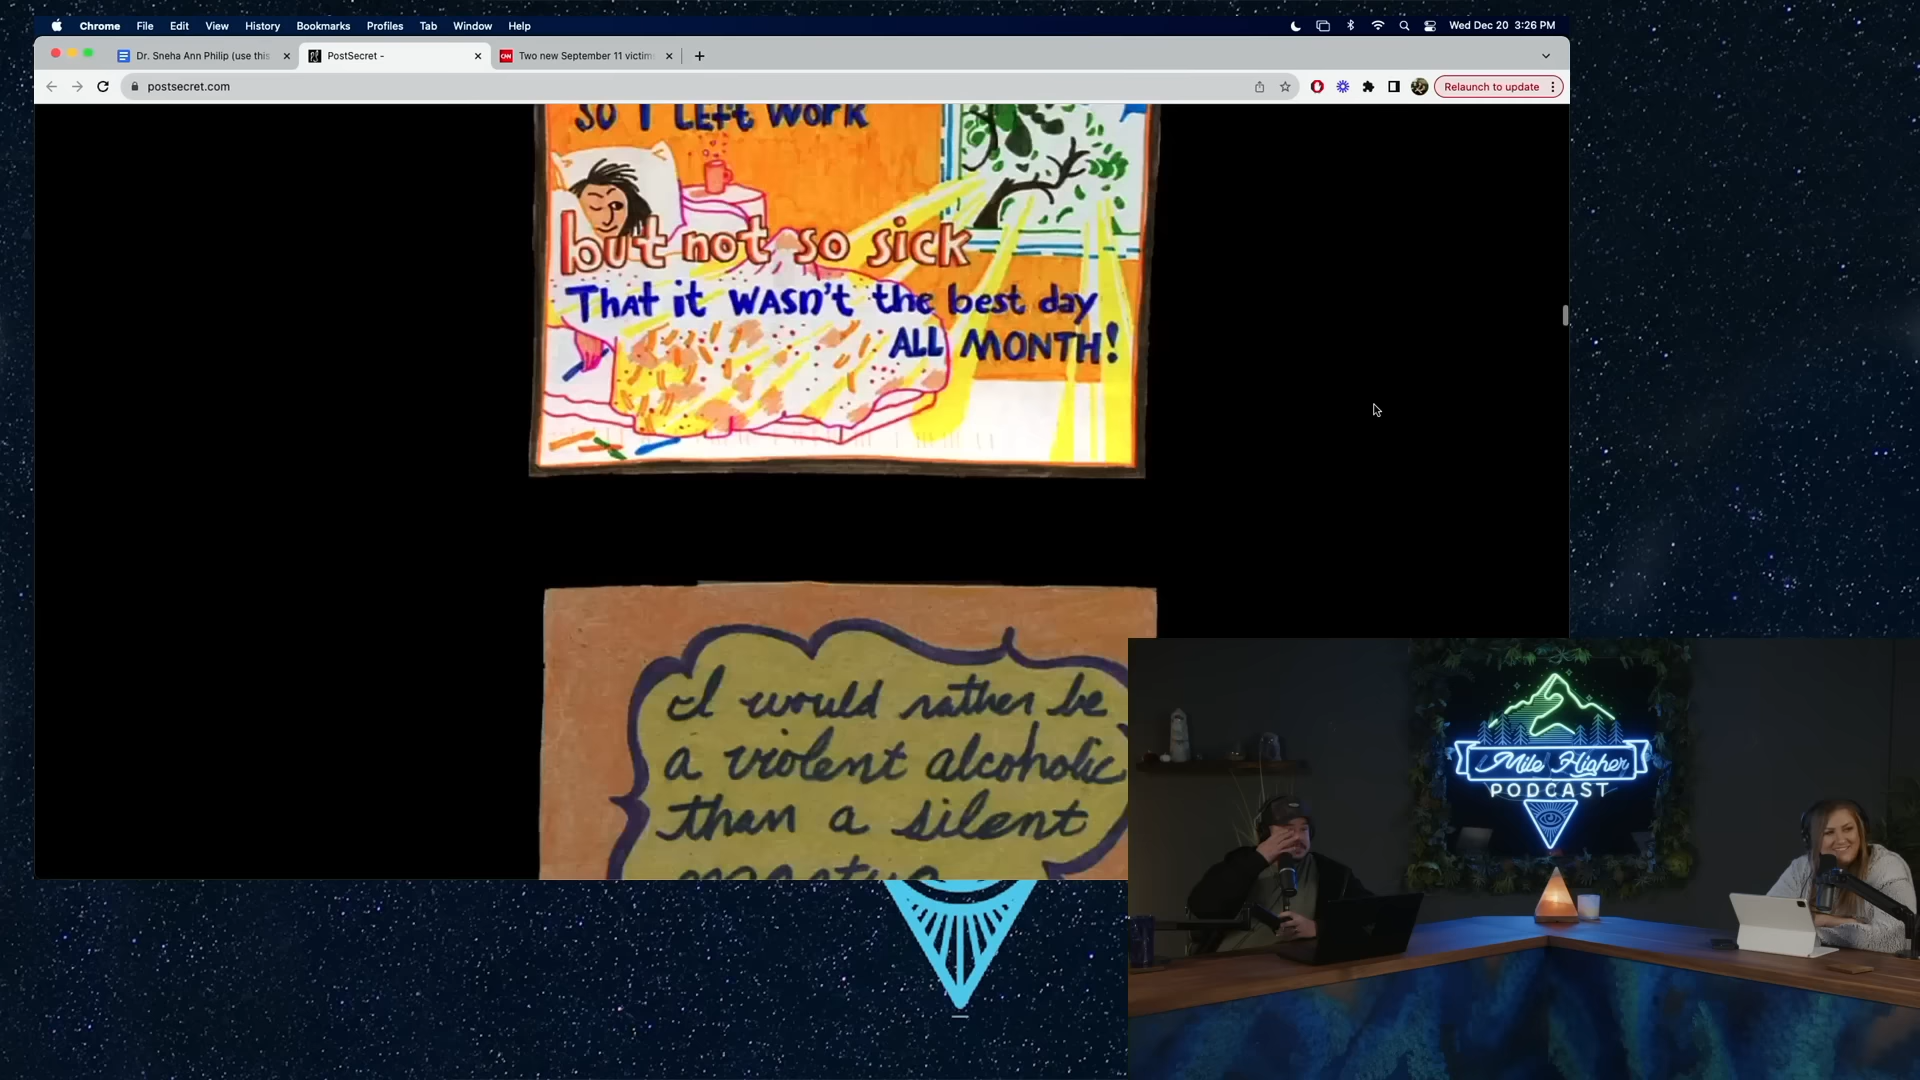 Chrome File Edit View History Bookmarks Profiles Tab Window Help
Wed Dec 20 3:26 PM
Dr. Sneha Ann Philip (use this
PostSecret -
CNN Two new September 11 victim
postsecret.com
Relaunch to update
SO I LEFt WORK
but not so sick
That it WASn't the best day
ALL MONTH!
I would rather be
a violent alcoholic
than a silent
Mile Higher
PODCAST